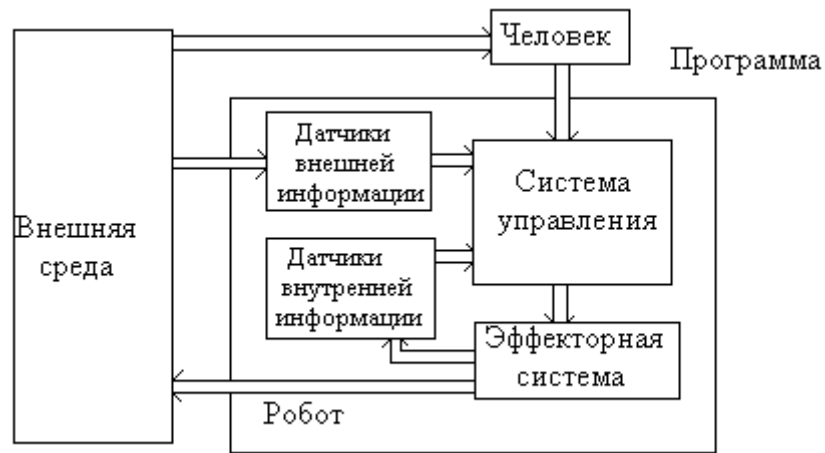 Человек
Программа
Датчики
внешней
информации
Система
управления
Внешняя
среда
Датчики
внутренней
информации
Эффекторная
система
Робот